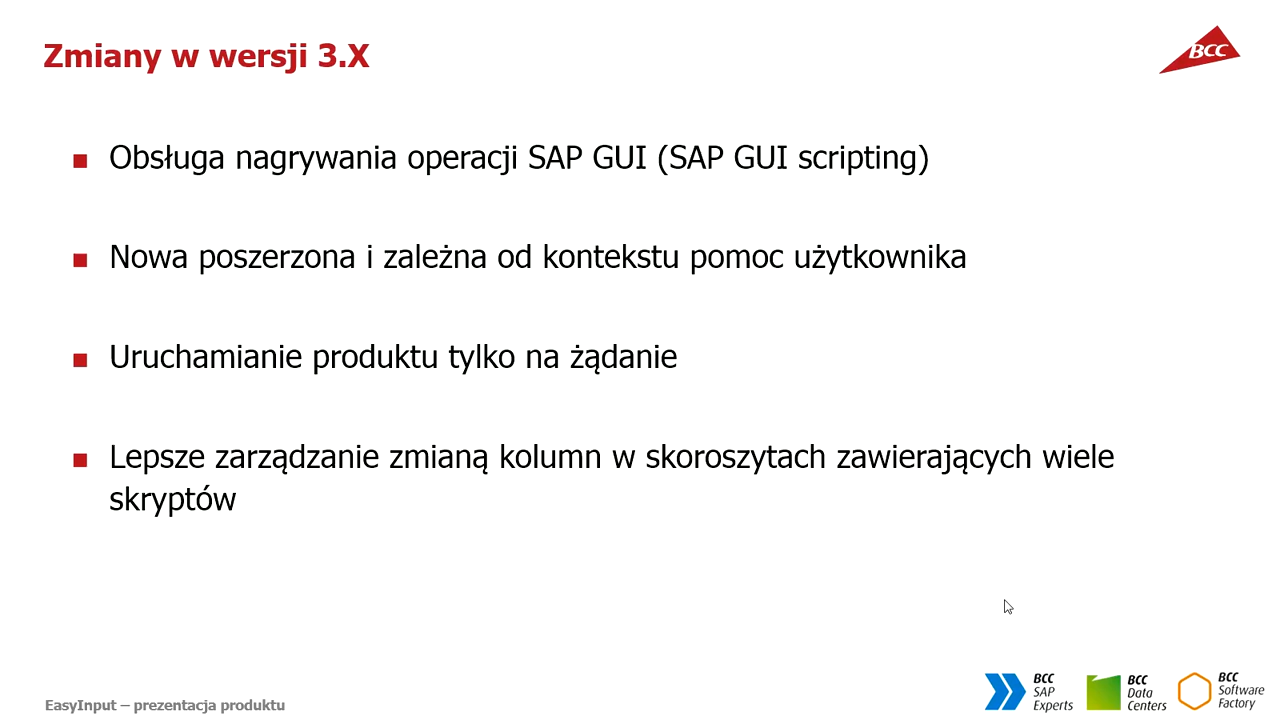 Zmiany w wersji 3.X
BCC
Obsługa nagrywania operacji SAP GUI (SAP GUI scripting)
Nowa poszerzona i zależna od kontekstu pomoc użytkownika
Uruchamianie produktu tylko na żądanie
Lepsze zarządzanie zmianą kolumn w skoroszytach zawierających wiele
skryptów
EasyInput – prezentacja produktu
BCC
SAP
Experts
BCC
Data
Centers
BCC
Software
Factory